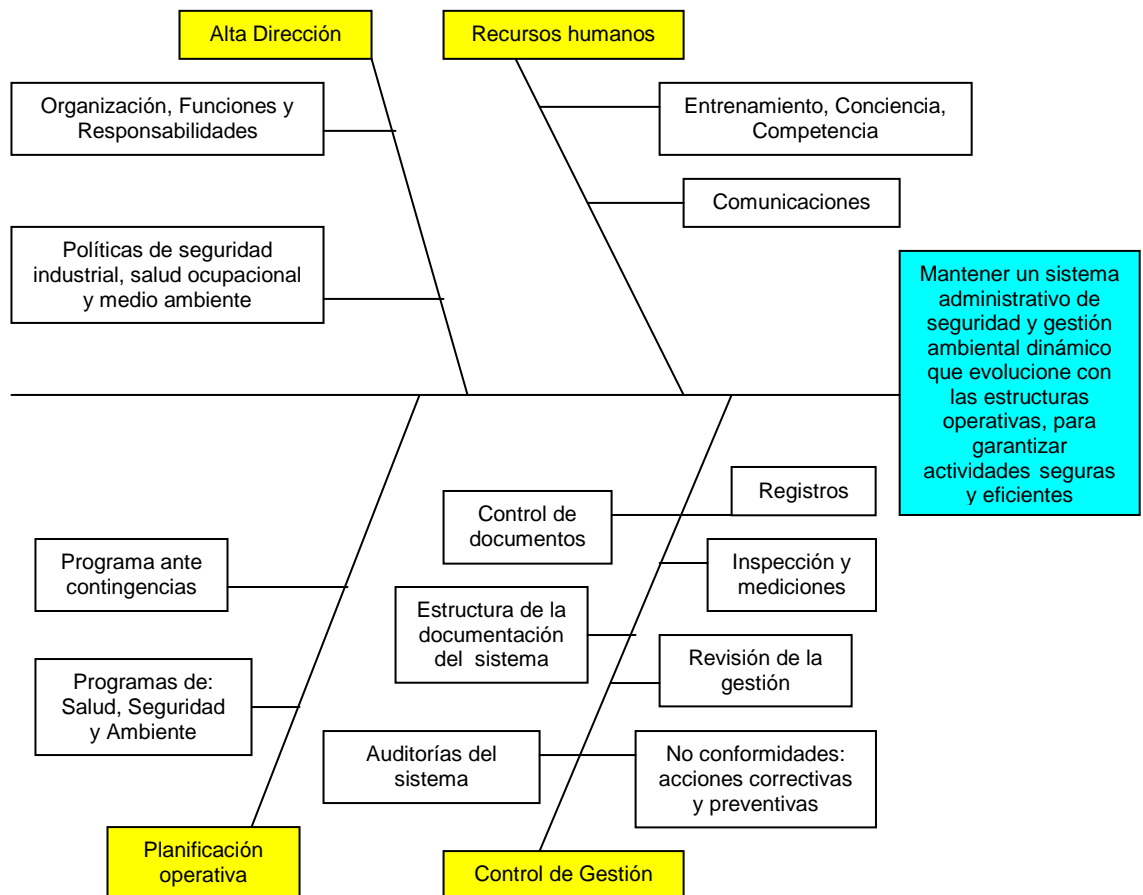 Alta Dirección
Recursos humanos
Organización, Funciones y
Responsabilidades
Entrenamiento, Conciencia,
Competencia
Comunicaciones
Políticas de seguridad
industrial, salud ocupacional
y medio ambiente
Mantener un sistema
administrativo de
seguridad y gestión
ambiental dinámico
que evolucione con
las estructuras
operativas, para
garantizar
actividades seguras
y eficientes
Registros
Control de
documentos
Programa ante
contingencias
Inspección y
mediciones
Estructura de la
documentación
del sistema
Revisión de la
gestión
Programas de:
Salud, Seguridad
y Ambiente
Auditorías del
sistema
No conformidades:
acciones correctivas
y preventivas
Planificación
operativa
Control de Gestión